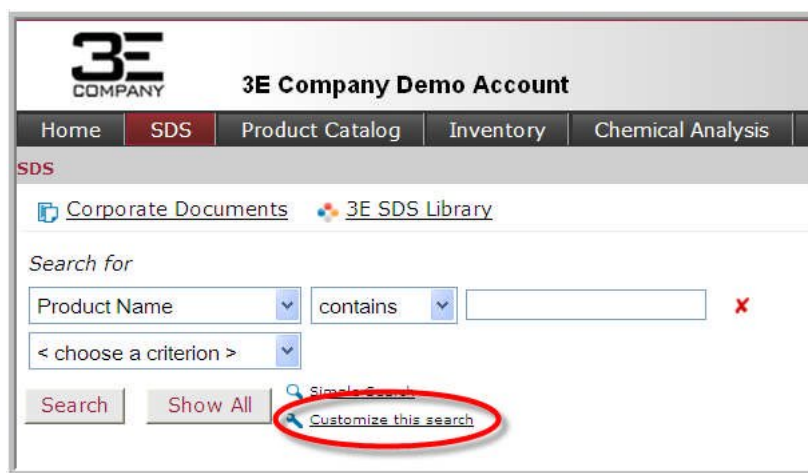 3E
COMPANY
3E Company Demo Account
Home SDS Product Catalog Inventory Chemical Analysis
SDS
Corporate Documents 3E SDS Library
Search for
Product Name contains
< choose a criterion >
Search Show All Simple Search
Customize this search